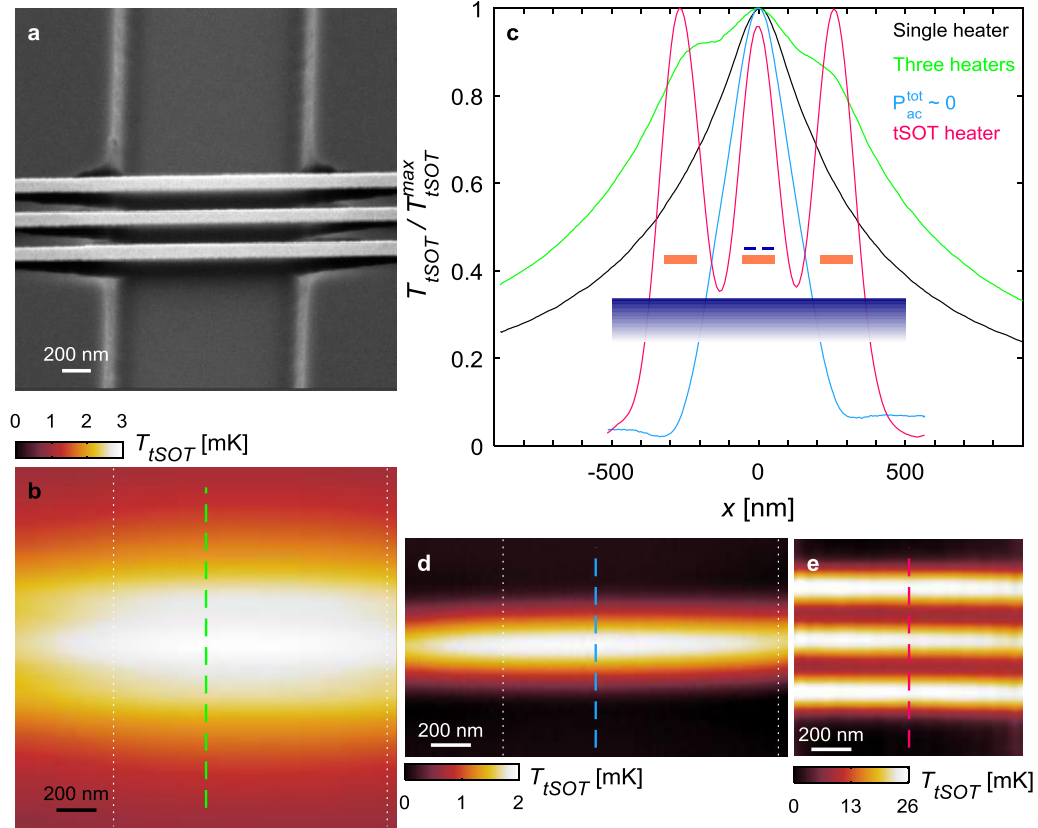 a
200 nm
0 1 2 3
T_tSOT [mK]
b
200 nm
c
Single heater
Three heaters
P_ac^tot ~ 0
tSOT heater
T_tSOT / T_tSOT^max
1
0.8
0.6
0.4
0.2
0
-500 0 500
x [nm]
d
200 nm
0 1 2
T_tSOT [mK]
e
200 nm
0 13 26
T_tSOT [mK]